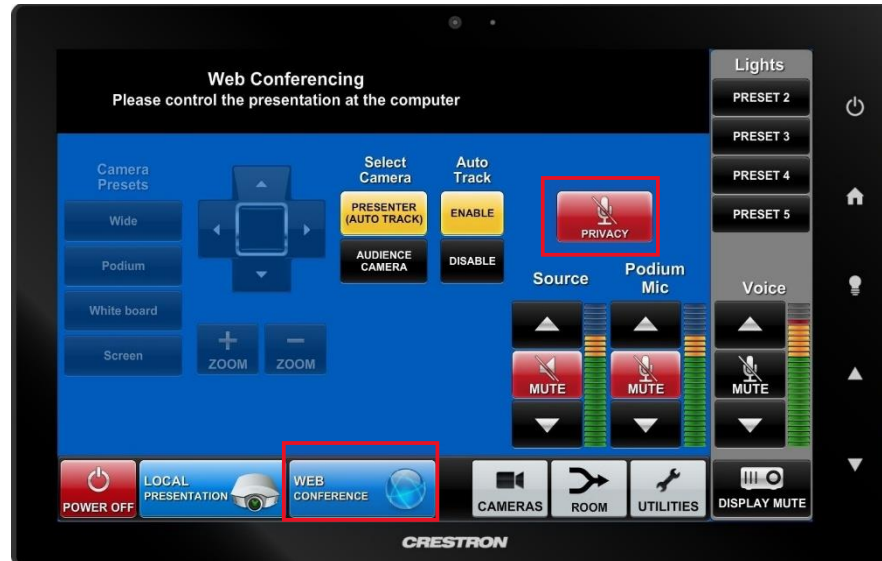 Web Conferencing
Please control the presentation at the computer
Lights
PRESET 2
PRESET 3
PRESET 4
PRESET 5
Camera
Presets
Wide
Podium
White board
Screen
+
ZOOM
−
ZOOM
Select
Camera
PRESENTER
(AUTO TRACK)
AUDIENCE
CAMERA
Auto
Track
ENABLE
DISABLE
PRIVACY
Source
MUTE
Podium
Mic
MUTE
Voice
MUTE
POWER OFF
LOCAL
PRESENTATION
WEB
CONFERENCE
CAMERAS
ROOM
UTILITIES
DISPLAY MUTE
CRESTRON